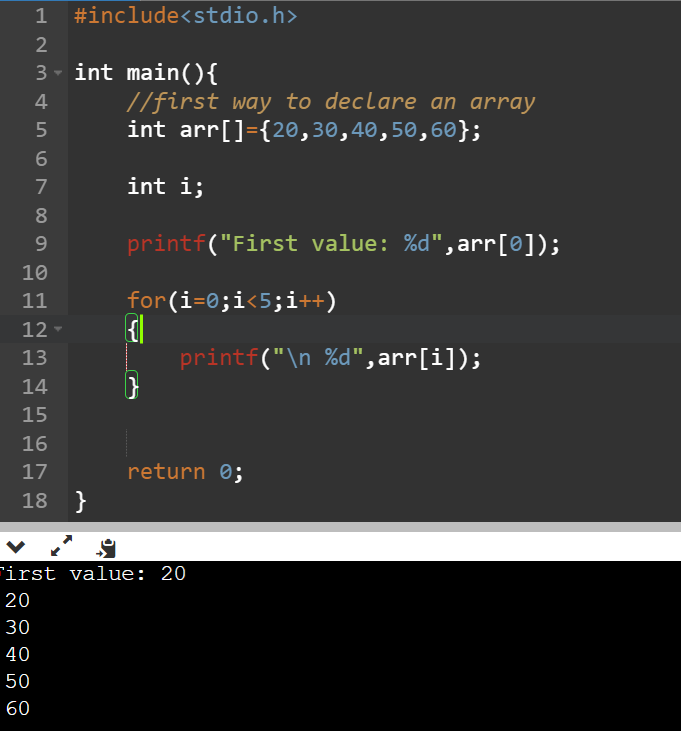 1 #include<stdio.h>
2
3 int main(){
4 //first way to declare an array
5 int arr[]={20,30,40,50,60};
6
7 int i;
8
9 printf("First value: %d",arr[0]);
10
11 for(i=0;i<5;i++)
12 {
13 printf("\n %d",arr[i]);
14 }
15
16
17 return 0;
18 }
First value: 20
20
30
40
50
60